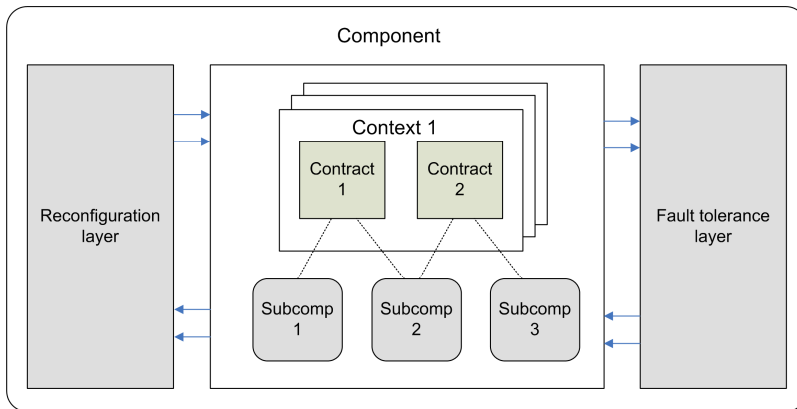 Component
Reconfiguration
layer
Context 1
Contract
1
Contract
2
Subcomp
1
Subcomp
2
Subcomp
3
Fault tolerance
layer